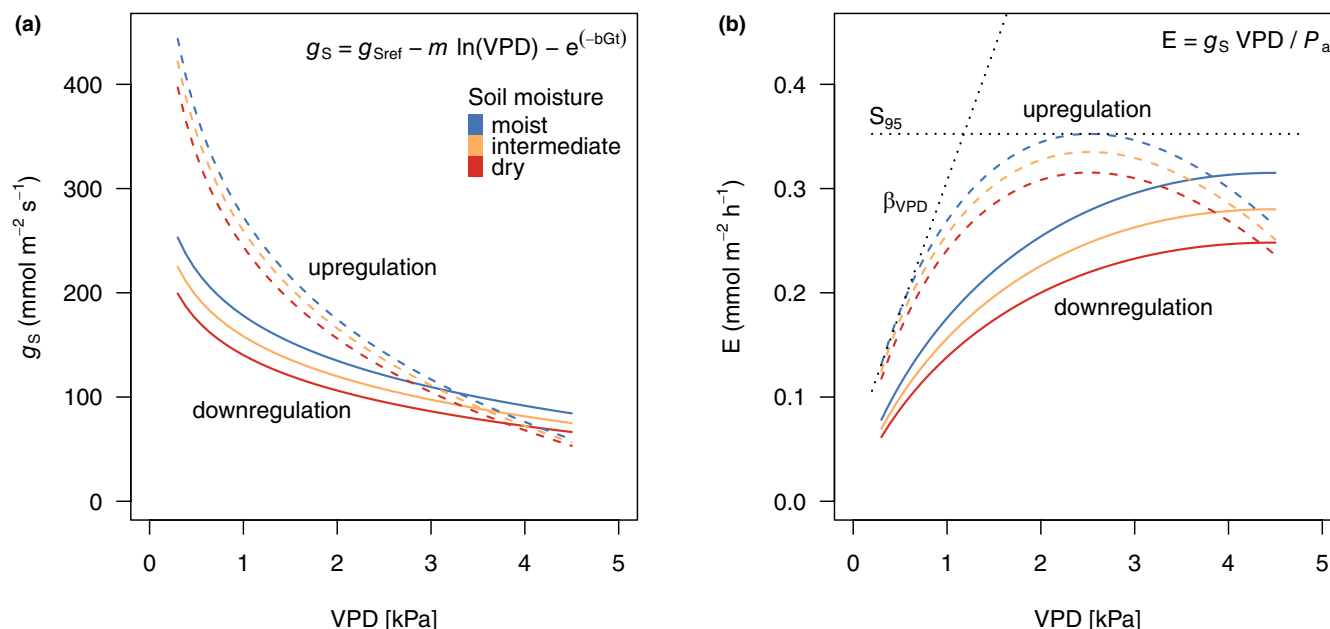 (a)
gS = gSref − m ln(VPD) − e(−bGt)
Soil moisture
moist
intermediate
dry
upregulation
downregulation
gS (mmol m−2 s−1)
400
300
200
100
0
0 1 2 3 4 5
VPD [kPa]
(b)
E = gS VPD / Pa
S95
upregulation
βVPD
downregulation
E (mmol m−2 h−1)
0.4
0.3
0.2
0.1
0.0
0 1 2 3 4 5
VPD [kPa]